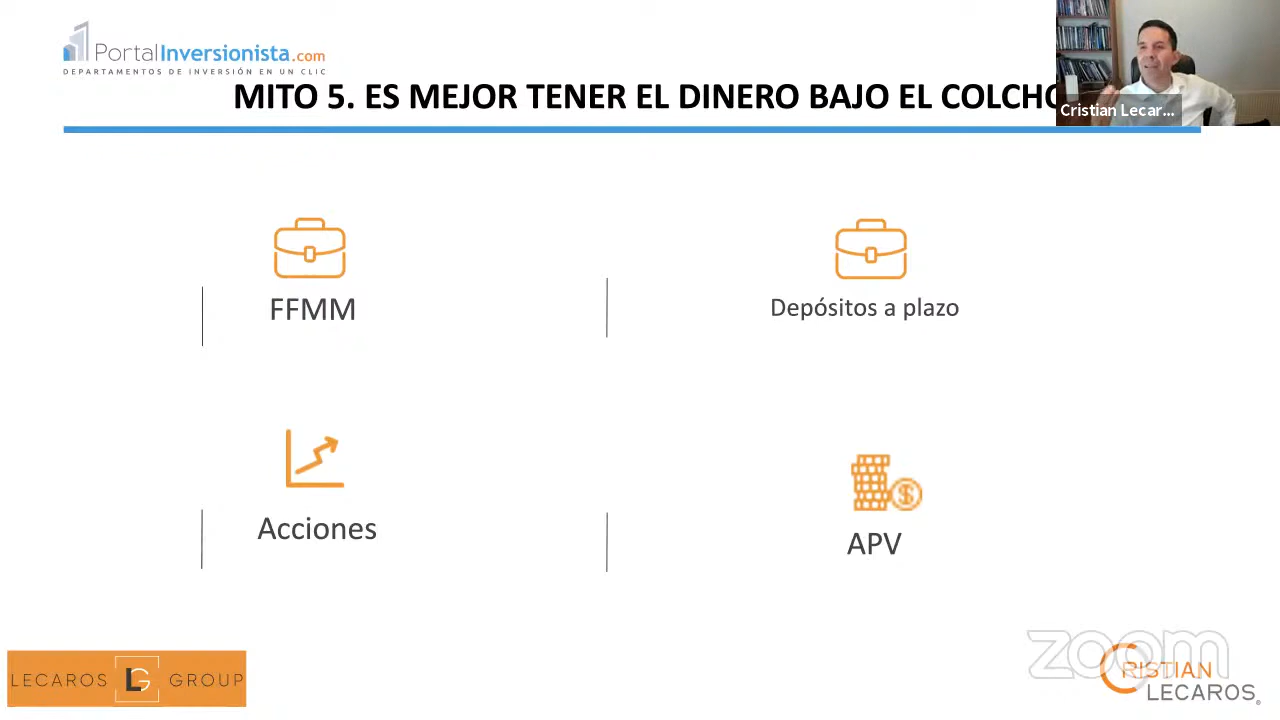 PortalInversionista.com
DEPARTAMENTOS DE INVERSIÓN EN UN CLIC
MITO 5. ES MEJOR TENER EL DINERO BAJO EL COLCHO
Cristian Lecar...
FFMM
Depósitos a plazo
Acciones
APV
LECAROS LG GROUP
zoom
CRISTIAN
LECAROS®